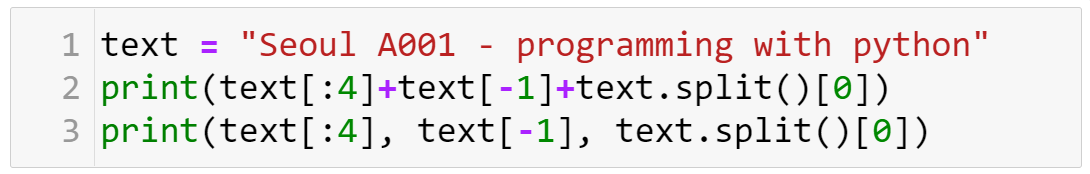 1 text = "Seoul A001 - programming with python"
2 print(text[:4]+text[-1]+text.split()[0])
3 print(text[:4], text[-1], text.split()[0])